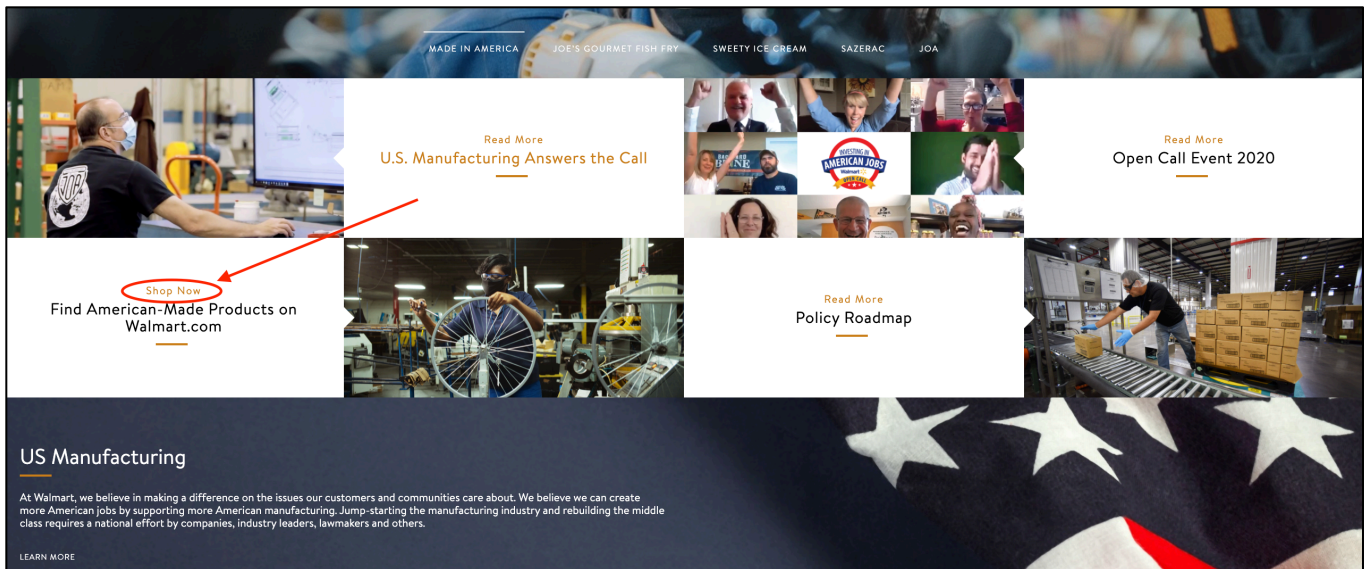 MADE IN AMERICA
JOE'S GOURMET FISH FRY
SWEETY ICE CREAM
SAZERAC
JOA
Read More
U.S. Manufacturing Answers the Call
INVESTING IN
AMERICAN JOBS
Walmart
OPEN CALL
Read More
Open Call Event 2020
Shop Now
Find American-Made Products on
Walmart.com
Read More
Policy Roadmap
US Manufacturing
At Walmart, we believe in making a difference on the issues our customers and communities care about. We believe we can create
more American jobs by supporting more American manufacturing. Jump-starting the manufacturing industry and rebuilding the middle
class requires a national effort by companies, industry leaders, lawmakers and others.
LEARN MORE